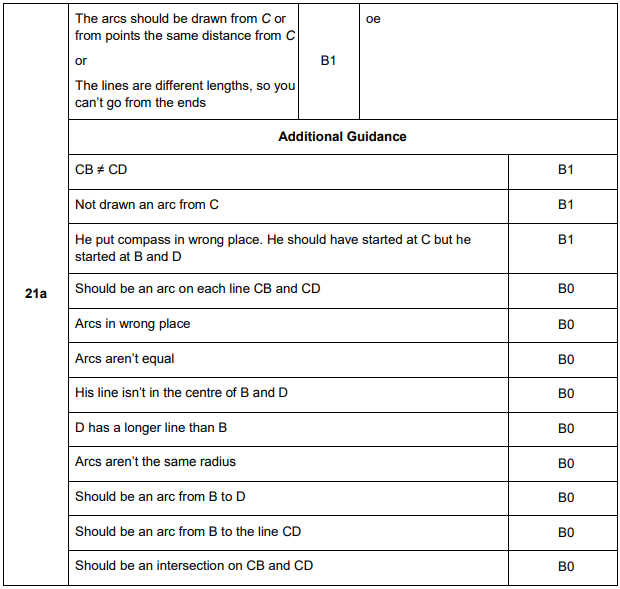 The arcs should be drawn from C or
from points the same distance from C
or
The lines are different lengths, so you
can't go from the ends
B1
oe
Additional Guidance
CB ≠ CD
B1
Not drawn an arc from C
B1
He put compass in wrong place. He should have started at C but he
started at B and D
B1
21a
Should be an arc on each line CB and CD
B0
Arcs in wrong place
B0
Arcs aren't equal
B0
His line isn't in the centre of B and D
B0
D has a longer line than B
B0
Arcs aren't the same radius
B0
Should be an arc from B to D
B0
Should be an arc from B to the line CD
B0
Should be an intersection on CB and CD
B0